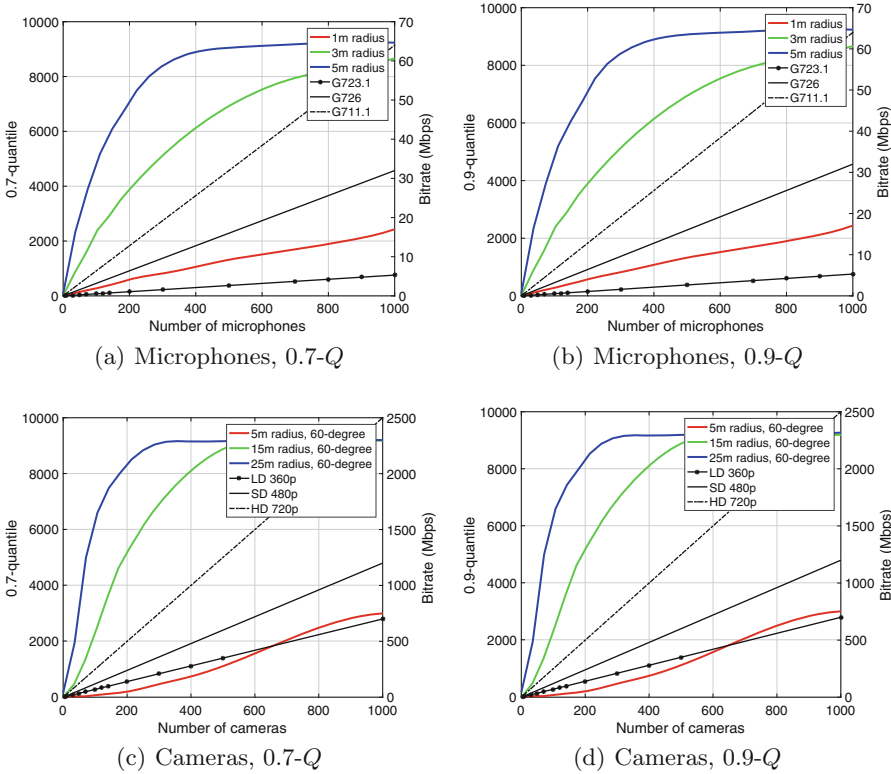 10000
8000
6000
4000
2000
0
0.7-quantile
0 200 400 600 800 1000
Number of microphones
70
60
50
40
30
20
10
0
Bitrate (Mbps)
1m radius
3m radius
5m radius
G723.1
G726
G711.1
(a) Microphones, 0.7-Q
10000
8000
6000
4000
2000
0
0.9-quantile
0 200 400 600 800 1000
Number of microphones
70
60
50
40
30
20
10
0
Bitrate (Mbps)
1m radius
3m radius
5m radius
G723.1
G726
G711.1
(b) Microphones, 0.9-Q
10000
8000
6000
4000
2000
0
0.7-quantile
0 200 400 600 800 1000
Number of cameras
2500
2000
1500
1000
500
0
Bitrate (Mbps)
5m radius, 60-degree
15m radius, 60-degree
25m radius, 60-degree
LD 360p
SD 480p
HD 720p
(c) Cameras, 0.7-Q
10000
8000
6000
4000
2000
0
0.9-quantile
0 200 400 600 800 1000
Number of cameras
2500
2000
1500
1000
500
0
Bitrate (Mbps)
5m radius, 60-degree
15m radius, 60-degree
25m radius, 60-degree
LD 360p
SD 480p
HD 720p
(d) Cameras, 0.9-Q